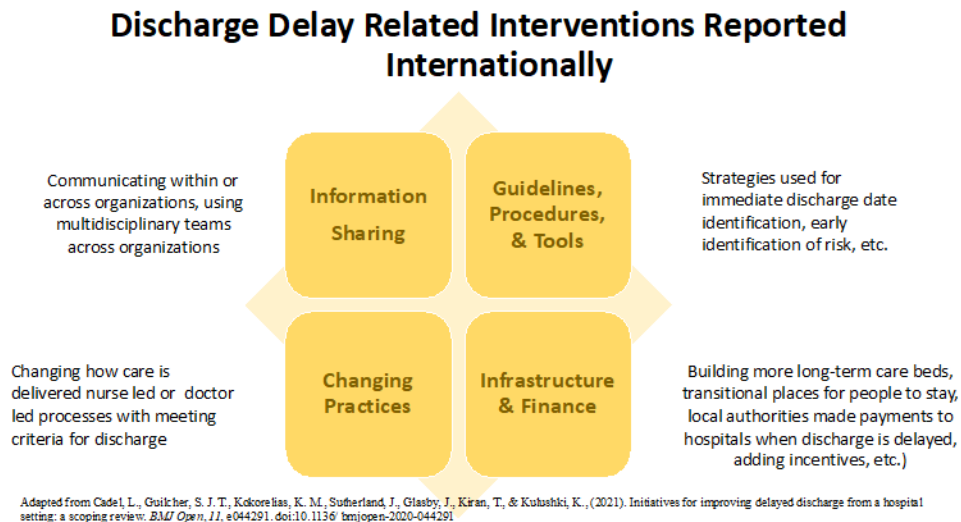 Discharge Delay Related Interventions Reported
Internationally
Communicating within or
across organizations, using
multidisciplinary teams
across organizations
Information
Sharing
Guidelines,
Procedures,
& Tools
Strategies used for
immediate discharge date
identification, early
identification of risk, etc.
Changing how care is
delivered nurse led or doctor
led processes with meeting
criteria for discharge
Changing
Practices
Infrastructure
& Finance
Building more long-term care beds,
transitional places for people to stay,
local authorities made payments to
hospitals when discharge is delayed,
adding incentives, etc.)
Adapted from Cadel, L., Guilcher, S. J. T., Kokorelias, K. M., Sutherland, J., Glasby, J., Kiran, T., & Kulushki, K., (2021). Initiatives for improving delayed discharge from a hospital
setting: a scoping review. BMJ Open, 11, e044291. doi:10.1136/ bmjopen-2020-044291